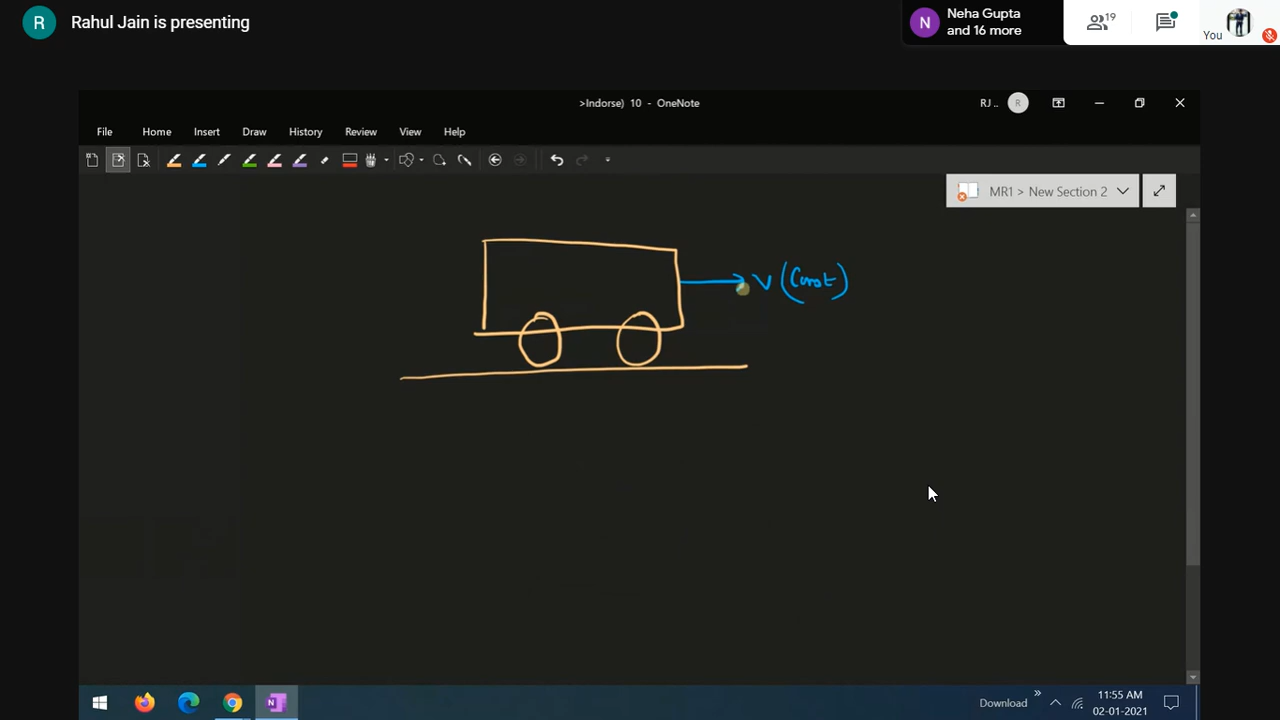 R Rahul Jain is presenting
N Neha Gupta
and 16 more
19
You
>Indorse) 10 - OneNote
RJ .. R
File Home Insert Draw History Review View Help
MR1 > New Section 2
V (Const)
N
Download
11:55 AM
02-01-2021